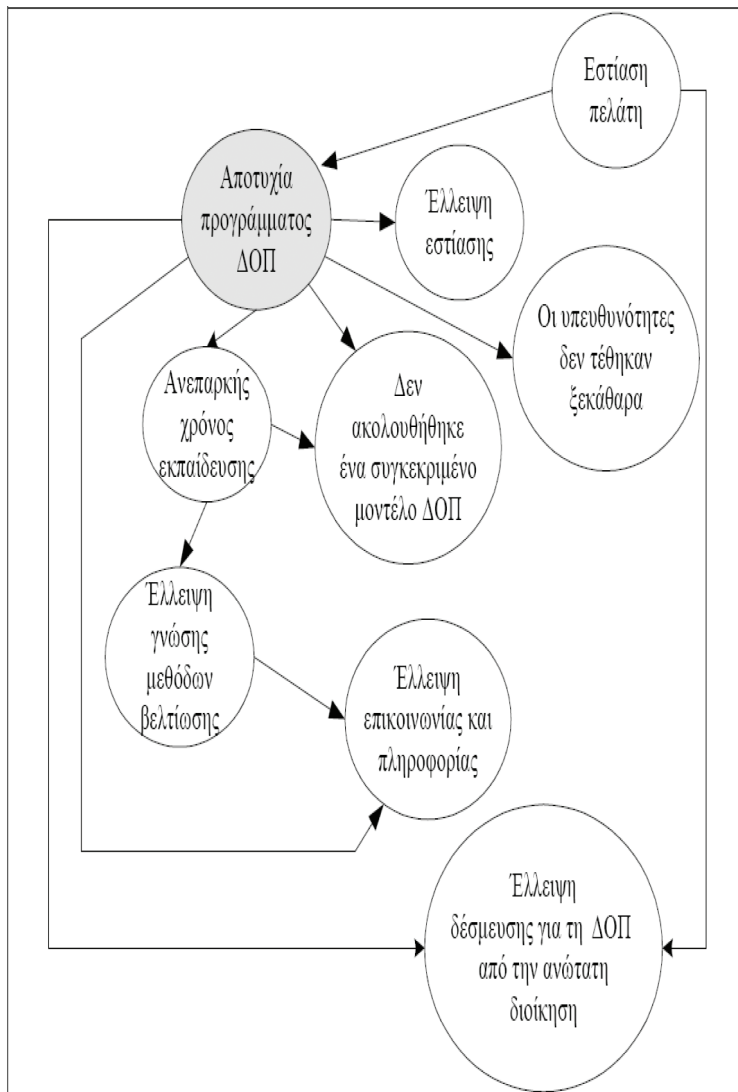 Εστίαση
πελάτη
Αποτυχία
προγράμματος
ΔΟΠ
Έλλειψη
εστίασης
Οι υπευθυνότητες
δεν τέθηκαν
ξεκάθαρα
Ανεπαρκής
χρόνος
εκπαίδευσης
Δεν
ακολουθήθηκε
ένα συγκεκριμένο
μοντέλο ΔΟΠ
Έλλειψη
γνώσης
μεθόδων
βελτίωσης
Έλλειψη
επικοινωνίας και
πληροφορίας
Έλλειψη
δέσμευσης για τη ΔΟΠ
από την ανώτατη
διοίκηση